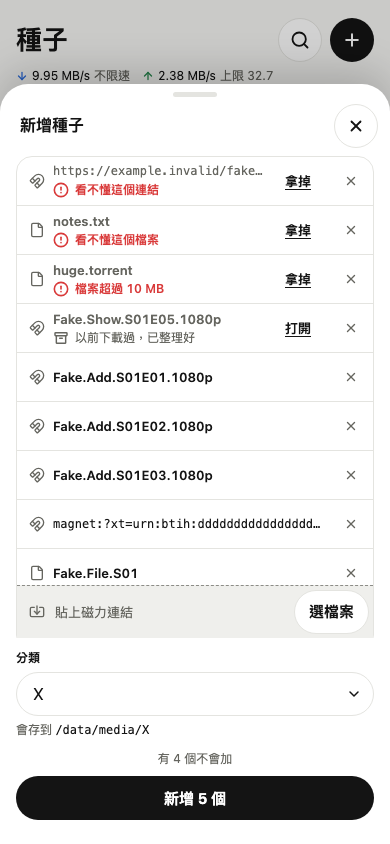 種子
9.95 MB/s 不限速 2.38 MB/s 上限 32.7
新增種子
https://example.invalid/fake…
看不懂這個連結
拿掉
notes.txt
看不懂這個檔案
拿掉
huge.torrent
檔案超過 10 MB
拿掉
Fake.Show.S01E05.1080p
以前下載過，已整理好
打開
Fake.Add.S01E01.1080p
Fake.Add.S01E02.1080p
Fake.Add.S01E03.1080p
magnet:?xt=urn:btih:dddddddddddddddd…
Fake.File.S01
貼上磁力連結
選檔案
分類
X
會存到 /data/media/X
有 4 個不會加
新增 5 個